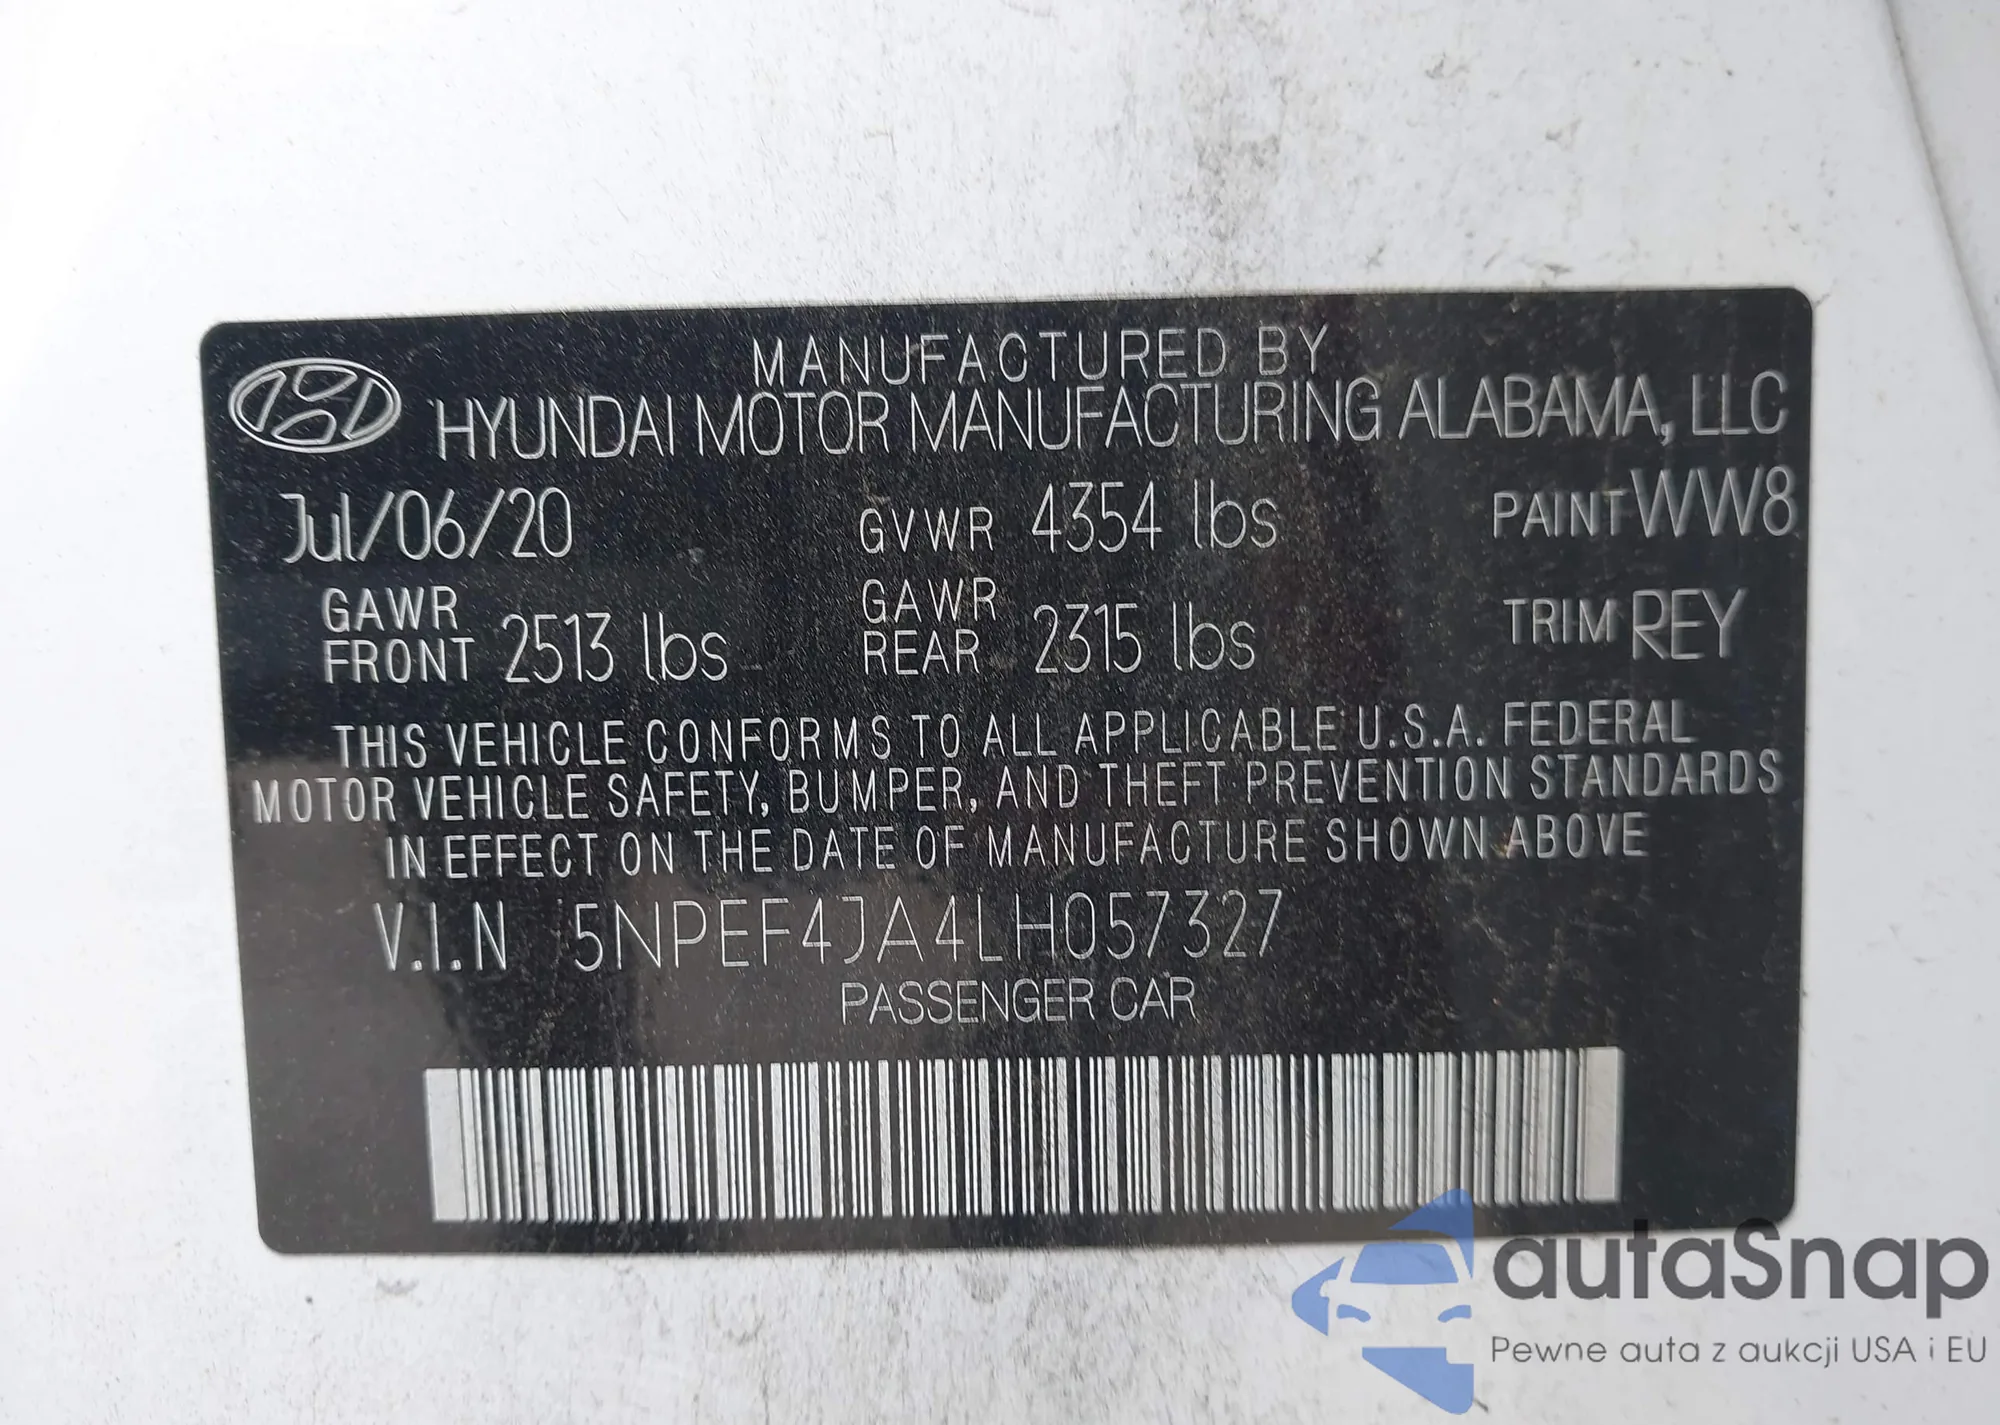 MANUFACTURED BY
HYUNDAI MOTOR MANUFACTURING ALABAMA, LLC
Jul/06/20 GVWR 4354 lbs PAINT WW8
GAWR FRONT 2513 lbs GAWR REAR 2315 lbs TRIM REY
THIS VEHICLE CONFORMS TO ALL APPLICABLE U.S.A. FEDERAL
MOTOR VEHICLE SAFETY, BUMPER, AND THEFT PREVENTION STANDARDS
IN EFFECT ON THE DATE OF MANUFACTURE SHOWN ABOVE
V.I.N 5NPEF4JA4LH057327
PASSENGER CAR
autaSnap
Pewne auta z aukcji USA i EU